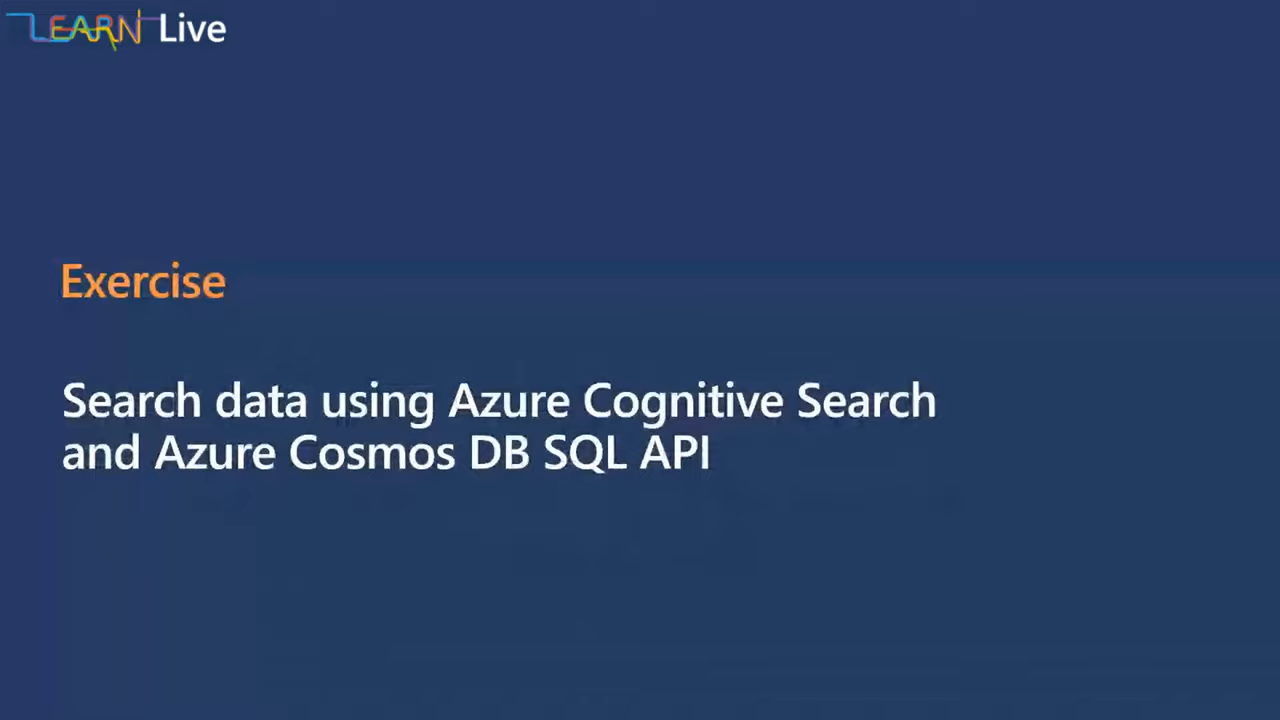 LEARN Live
Exercise
Search data using Azure Cognitive Search
and Azure Cosmos DB SQL API